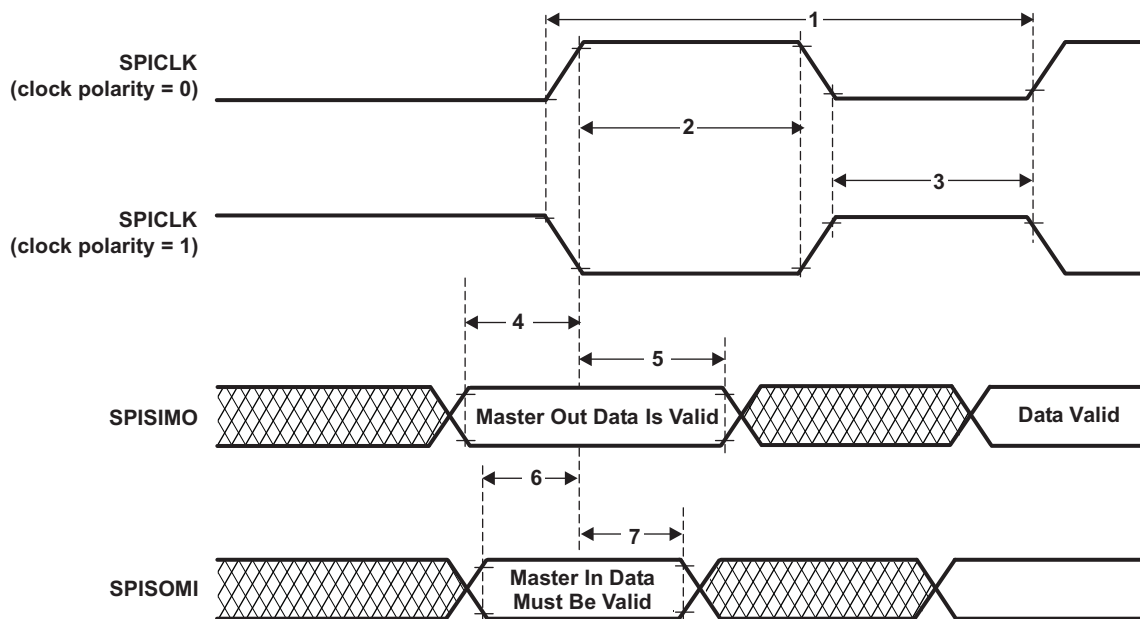 1
SPICLK
(clock polarity = 0)
2
3
SPICLK
(clock polarity = 1)
4
5
SPISIMO
Master Out Data Is Valid
Data Valid
6
7
SPISOMI
Master In Data
Must Be Valid